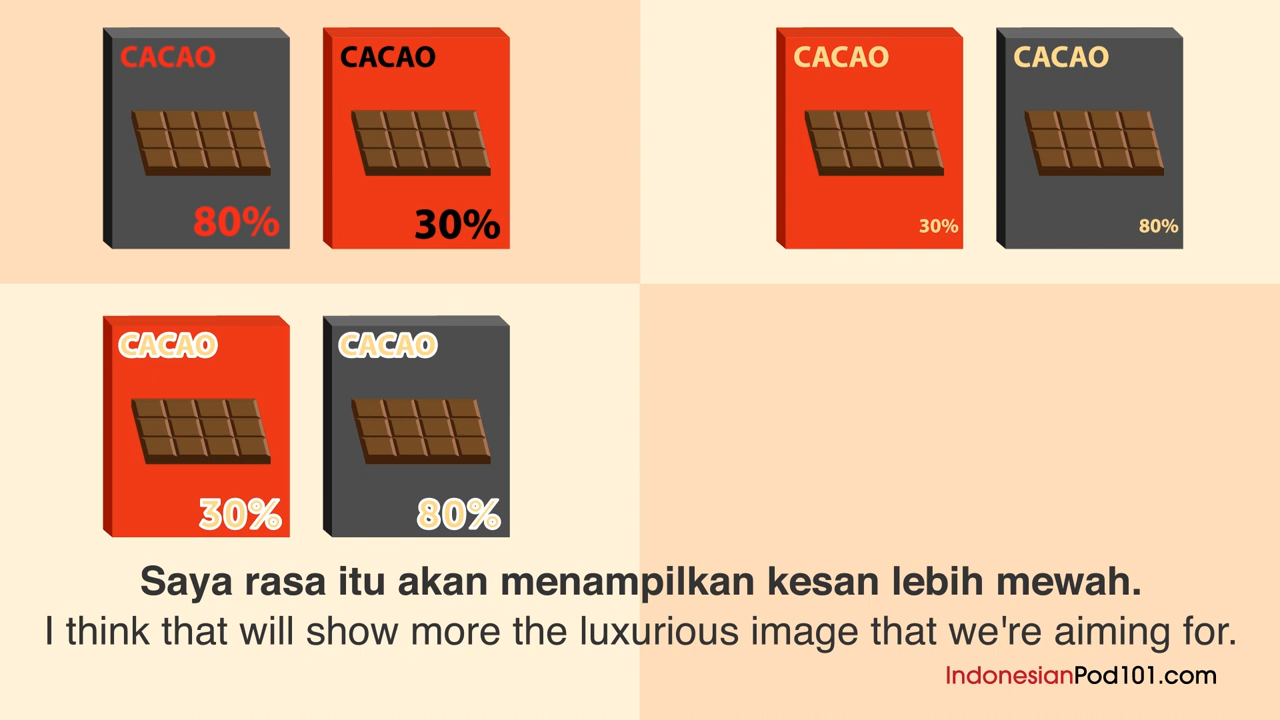 CACAO
80%
CACAO
30%
CACAO
30%
CACAO
80%
CACAO
30%
CACAO
80%
Saya rasa itu akan menampilkan kesan lebih mewah.
I think that will show more the luxurious image that we're aiming for.
IndonesianPod101.com